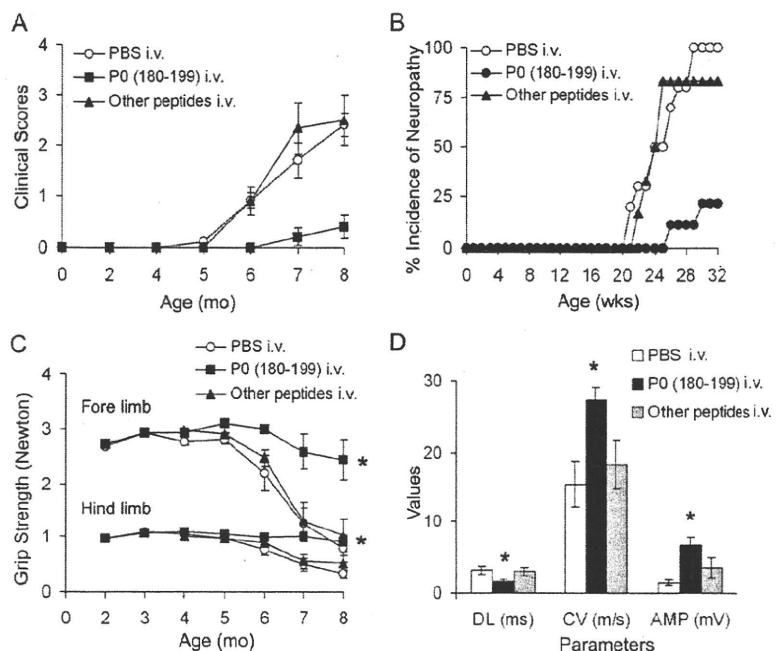 A
PBS i.v.
P0 (180-199) i.v.
Other peptides i.v.
4
3
2
1
0
Clinical Scores
0 2 4 5 6 7 8
Age (mo)
B
PBS i.v.
P0 (180-199) i.v.
Other peptides i.v.
100
75
50
25
0
% Incidence of Neuropathy
0 4 8 12 16 20 24 28 32
Age (wks)
C
PBS i.v.
P0 (180-199) i.v.
Other peptides i.v.
4
3
2
1
0
Grip Strength (Newton)
Fore limb
*
Hind limb
*
2 3 4 5 6 7 8
Age (mo)
D
PBS i.v.
P0 (180-199) i.v.
Other peptides i.v.
30
20
10
0
Values
* * *
DL (ms) CV (m/s) AMP (mV)
Parameters